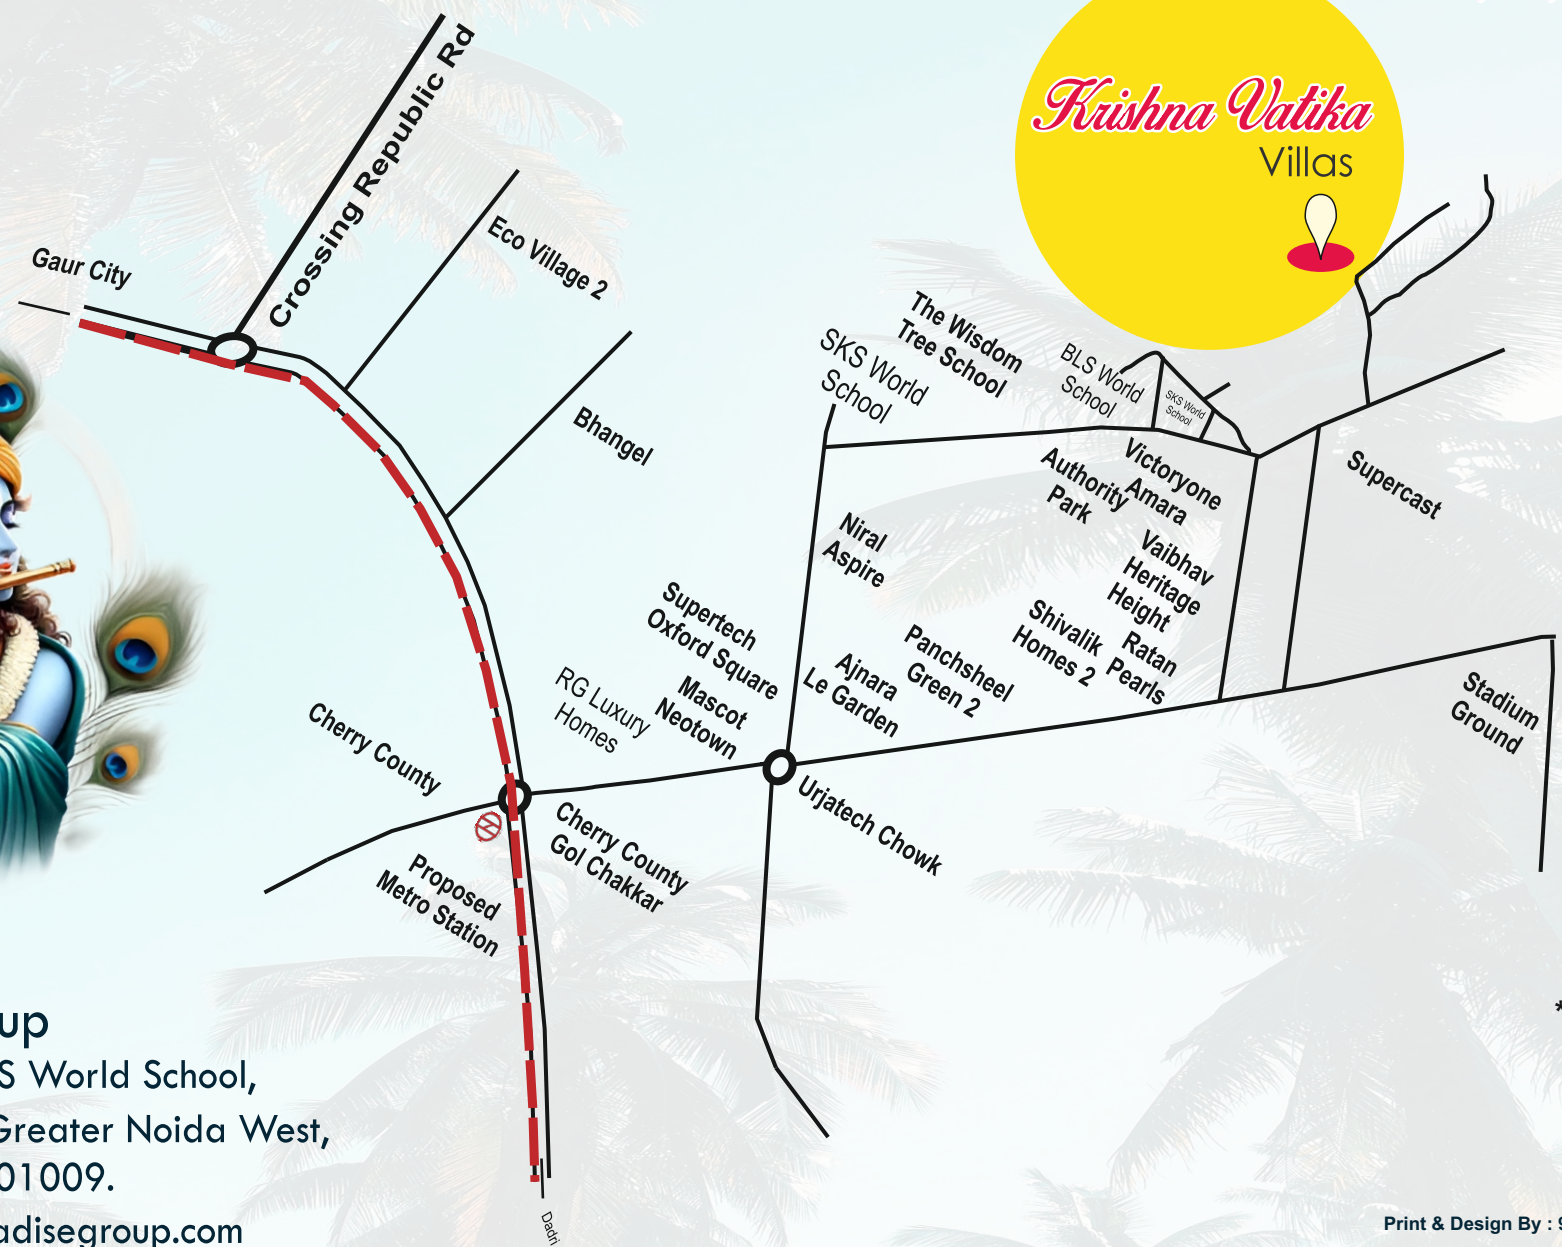 Krishna Vatika
Villas
Crossing Republic Rd
Gaur City
Eco Village 2
Bhangel
The Wisdom
Tree School
SKS World
School
BLS World
School
SKS World
School
Victoryone
Amara
Authority
Park
Supercast
Niral
Aspire
Vaibhav
Heritage
Height
Supertech
Oxford Square
Shivalik
Homes 2
Ratan
Pearls
Panchsheel
Green 2
Ajnara
Le Garden
RG Luxury
Homes
Mascot
Neotown
Stadium
Ground
Cherry County
Urjatech Chowk
Cherry County
Gol Chakkar
Proposed
Metro Station
up
S World School,
Greater Noida West,
01009.
adisegroup.com
Dadri
*
Print & Design By : 9